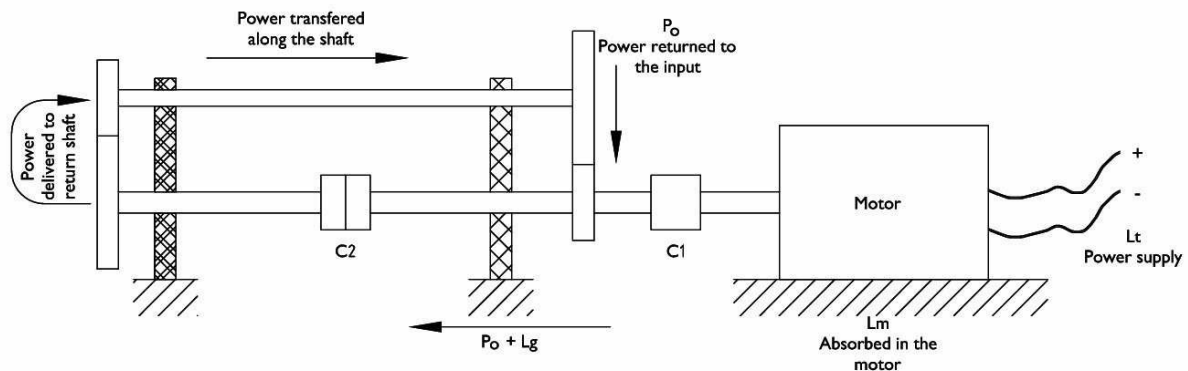 Power transfered
along the shaft
Po
Power returned to
the input
Power
delivered to
return shaft
C2
C1
Motor
+
-
Lt
Power supply
Po + Lg
Lm
Absorbed in the
motor